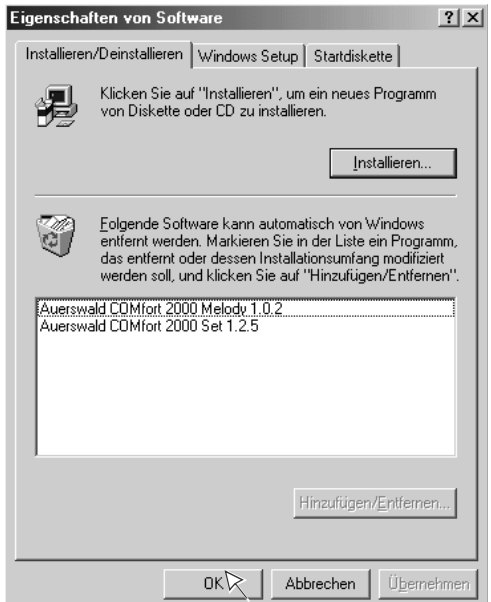 Eigenschaften von Software
Installieren/Deinstallieren Windows Setup Startdiskette
Klicken Sie auf "Installieren", um ein neues Programm
von Diskette oder CD zu installieren.
Installieren...
Folgende Software kann automatisch von Windows
entfernt werden. Markieren Sie in der Liste ein Programm,
das entfernt oder dessen Installationsumfang modifiziert
werden soll, und klicken Sie auf "Hinzufügen/Entfernen".
Auerswald COMfort 2000 Melody 1.0.2
Auerswald COMfort 2000 Set 1.2.5
Hinzufügen/Entfernen...
OK Abbrechen Übernehmen